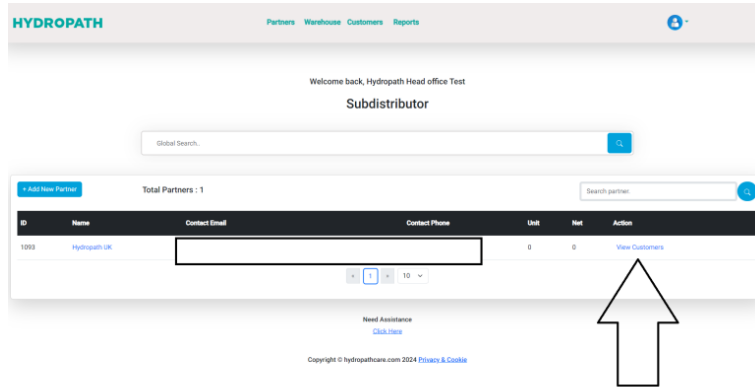 HYDROPATH
Partners Warehouse Customers Reports
Welcome back, Hydropath Head office Test
Subdistributor
Global Search..
+ Add New Partner
Total Partners : 1
Search partner.
ID Name Contact Email Contact Phone Unit Net Action
1093 Hydropath UK 0 0 View Customers
« 1 » 10
Need Assistance
Click Here
Copyright © hydropathcare.com 2024 Privacy & Cookie